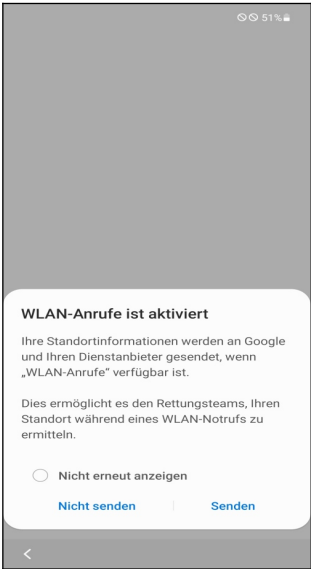 51%
WLAN-Anrufe ist aktiviert
Ihre Standortinformationen werden an Google
und Ihren Dienstanbieter gesendet, wenn
„WLAN-Anrufe“ verfügbar ist.
Dies ermöglicht es den Rettungsteams, Ihren
Standort während eines WLAN-Notrufs zu
ermitteln.
Nicht erneut anzeigen
Nicht senden Senden